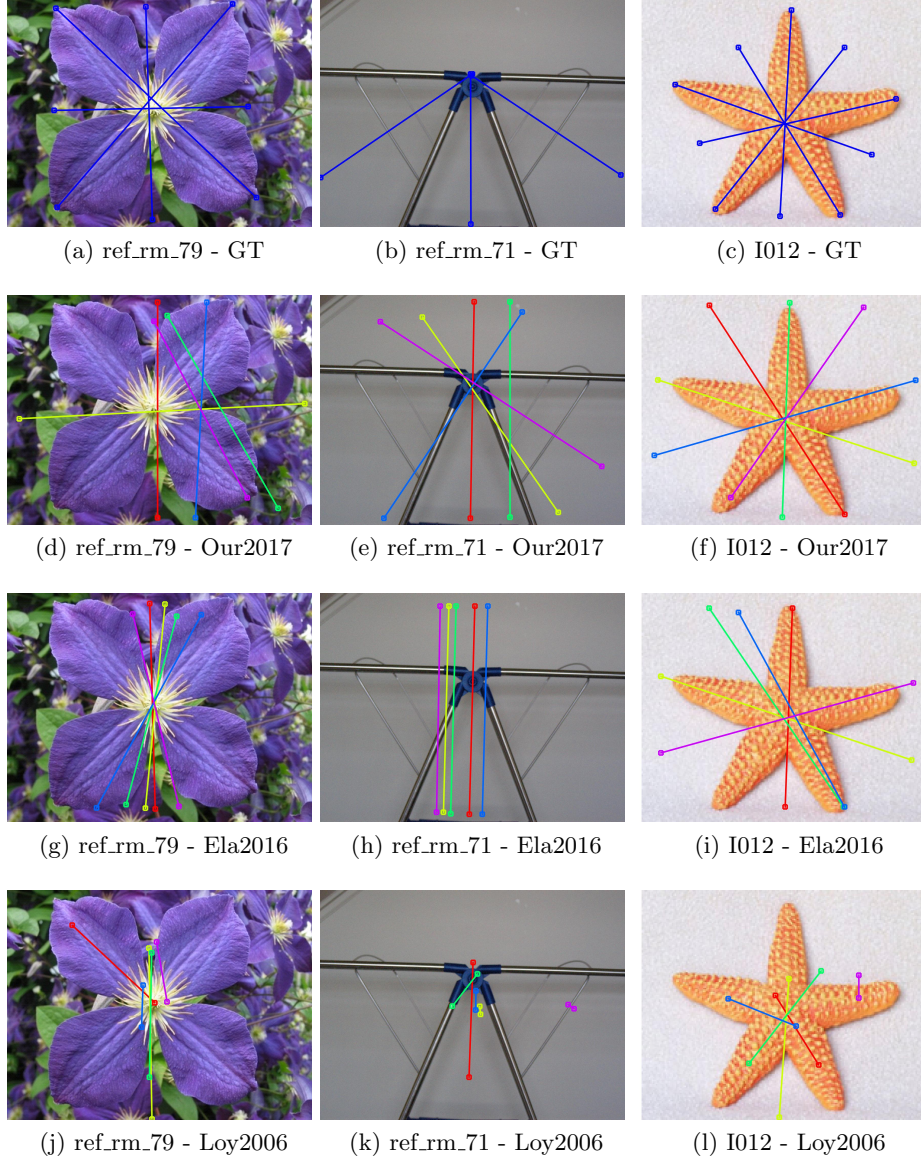 (a) ref_rm_79 - GT
(b) ref_rm_71 - GT
(c) I012 - GT
(d) ref_rm_79 - Our2017
(e) ref_rm_71 - Our2017
(f) I012 - Our2017
(g) ref_rm_79 - Ela2016
(h) ref_rm_71 - Ela2016
(i) I012 - Ela2016
(j) ref_rm_79 - Loy2006
(k) ref_rm_71 - Loy2006
(l) I012 - Loy2006